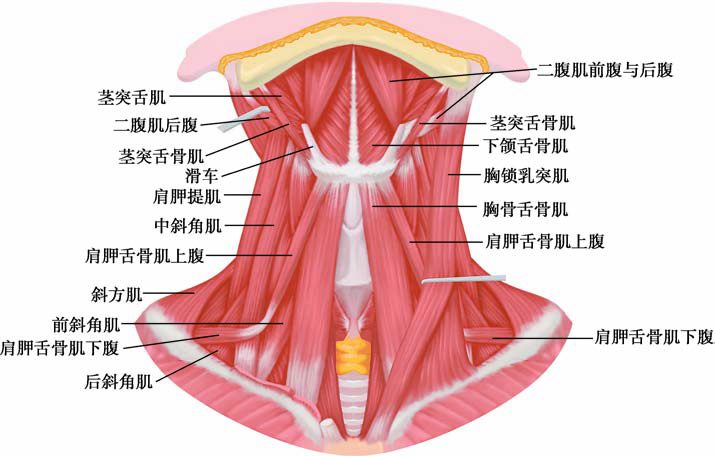 茎突舌肌
二腹肌后腹
茎突舌骨肌
滑车
肩胛提肌
中斜角肌
肩胛舌骨肌上腹
斜方肌
前斜角肌
肩胛舌骨肌下腹
后斜角肌
二腹肌前腹与后腹
茎突舌骨肌
下颌舌骨肌
胸锁乳突肌
胸骨舌骨肌
肩胛舌骨肌上腹
肩胛舌骨肌下腹